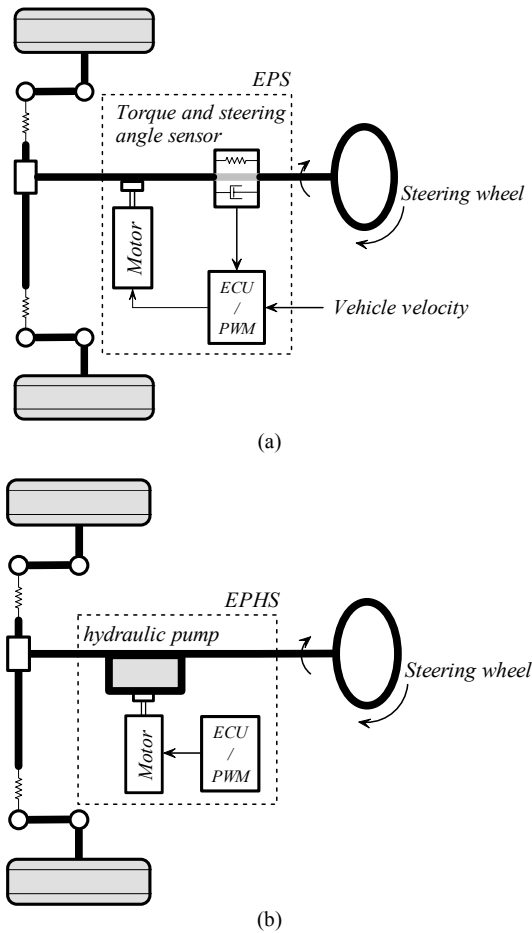 EPS
Torque and steering
angle sensor
Steering wheel
Motor
ECU
/
PWM
Vehicle velocity
(a)
EPHS
hydraulic pump
Steering wheel
Motor
ECU
/
PWM
(b)